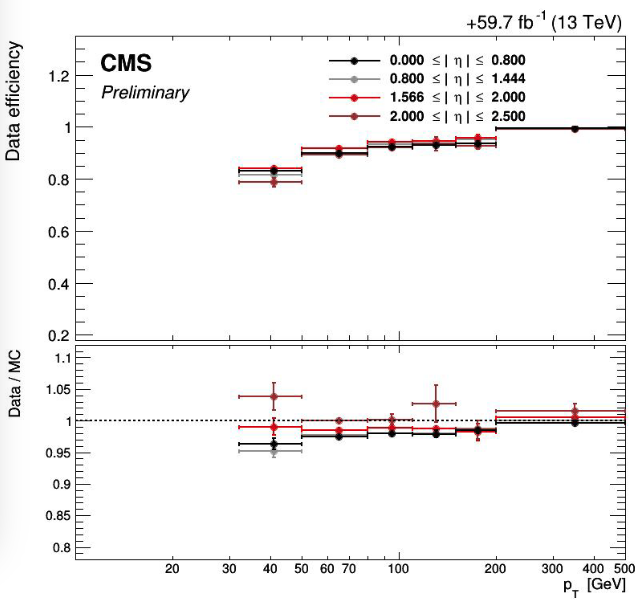 +59.7 fb⁻¹ (13 TeV)
Data efficiency
CMS
Preliminary
0.000 ≤| η | ≤ 0.800
0.800 ≤| η | ≤ 1.444
1.566 ≤| η | ≤ 2.000
2.000 ≤| η | ≤ 2.500
1.2
1
0.8
0.6
0.4
0.2
Data / MC
1.1
1.05
1
0.95
0.9
0.85
0.8
20 30 40 50 60 70 100 200 300 400 500
p_T [GeV]